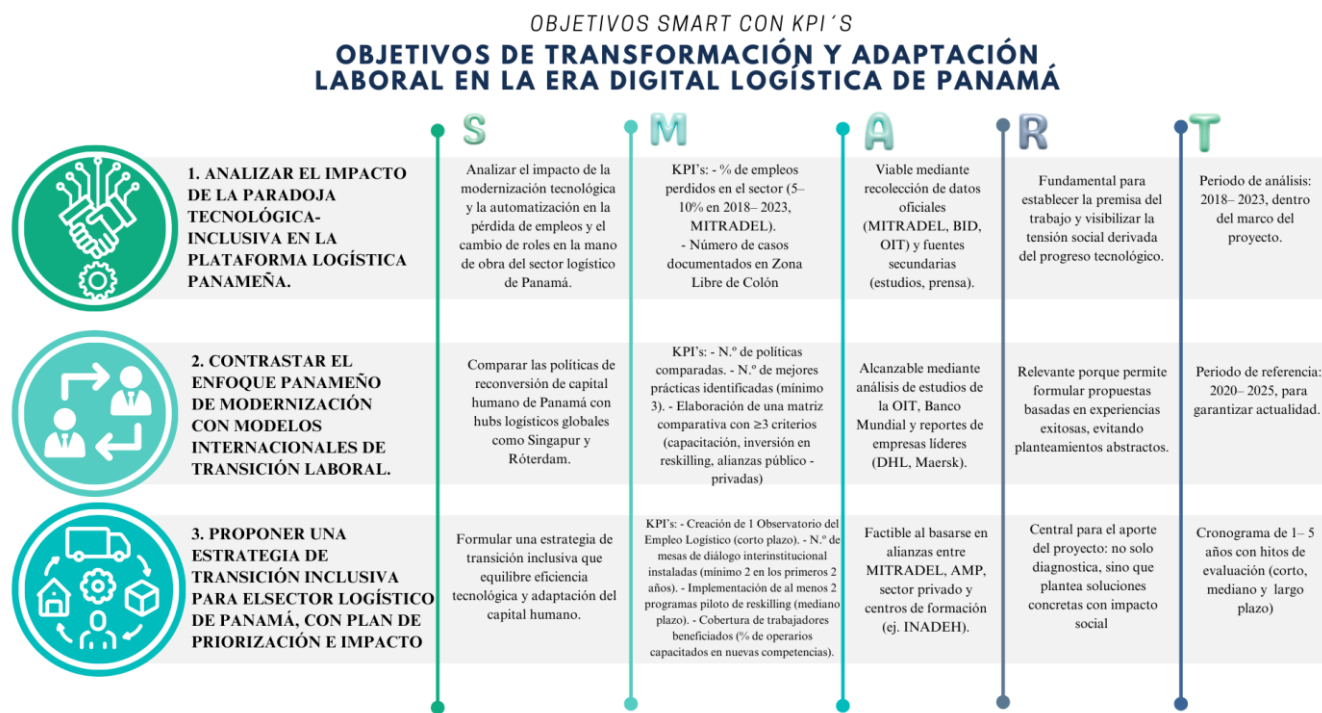 OBJETIVOS SMART CON KPI´S
OBJETIVOS DE TRANSFORMACIÓN Y ADAPTACIÓN
LABORAL EN LA ERA DIGITAL LOGÍSTICA DE PANAMÁ
S
M
A
R
T
1. ANALIZAR EL IMPACTO
DE LA PARADOJA
TECNOLÓGICA-
INCLUSIVA EN LA
PLATAFORMA LOGÍSTICA
PANAMEÑA.
Analizar el impacto de la
modernización tecnológica
y la automatización en la
pérdida de empleos y el
cambio de roles en la mano
de obra del sector logístico
de Panamá.
KPI's: - % de empleos
perdidos en el sector (5–
10% en 2018– 2023,
MITRADEL).
- Número de casos
documentados en Zona
Libre de Colón
Viable mediante
recolección de datos
oficiales
(MITRADEL, BID,
OIT) y fuentes
secundarias
(estudios, prensa).
Fundamental para
establecer la premisa del
trabajo y visibilizar la
tensión social derivada
del progreso tecnológico.
Periodo de análisis:
2018– 2023, dentro
del marco del
proyecto.
2. CONTRASTAR EL
ENFOQUE PANAMEÑO
DE MODERNIZACIÓN
CON MODELOS
INTERNACIONALES DE
TRANSICIÓN LABORAL.
Comparar las políticas de
reconversión de capital
humano de Panamá con
hubs logísticos globales
como Singapur y
Róterdam.
KPI's: - N.º de políticas
comparadas. - N.º de mejores
prácticas identificadas (mínimo
3). - Elaboración de una matriz
comparativa con ≥3 criterios
(capacitación, inversión en
reskilling, alianzas público -
privadas)
Alcanzable mediante
análisis de estudios de
la OIT, Banco
Mundial y reportes de
empresas líderes
(DHL, Maersk).
Relevante porque permite
formular propuestas
basadas en experiencias
exitosas, evitando
planteamientos abstractos.
Periodo de referencia:
2020– 2025, para
garantizar actualidad.
3. PROPONER UNA
ESTRATEGIA DE
TRANSICIÓN INCLUSIVA
PARA ELSECTOR LOGÍSTICO
DE PANAMÁ, CON PLAN DE
PRIORIZACIÓN E IMPACTO
Formular una estrategia de
transición inclusiva que
equilibre eficiencia
tecnológica y adaptación
del capital humano.
KPI's: - Creación de 1 Observatorio del
Empleo Logístico (corto plazo). - N.º de
mesas de diálogo interinstitucional
instaladas (mínimo 2 en los primeros 2
años). - Implementación de al menos 2
programas piloto de reskilling (mediano
plazo). - Cobertura de trabajadores
beneficiados (% de operarios
capacitados en nuevas competencias).
Factible al basarse en
alianzas entre
MITRADEL, AMP,
sector privado y
centros de formación
(ej. INADEH).
Central para el aporte
del proyecto: no solo
diagnostica, sino que
plantea soluciones
concretas con impacto
social
Cronograma de 1– 5
años con hitos de
evaluación (corto,
mediano y largo
plazo)